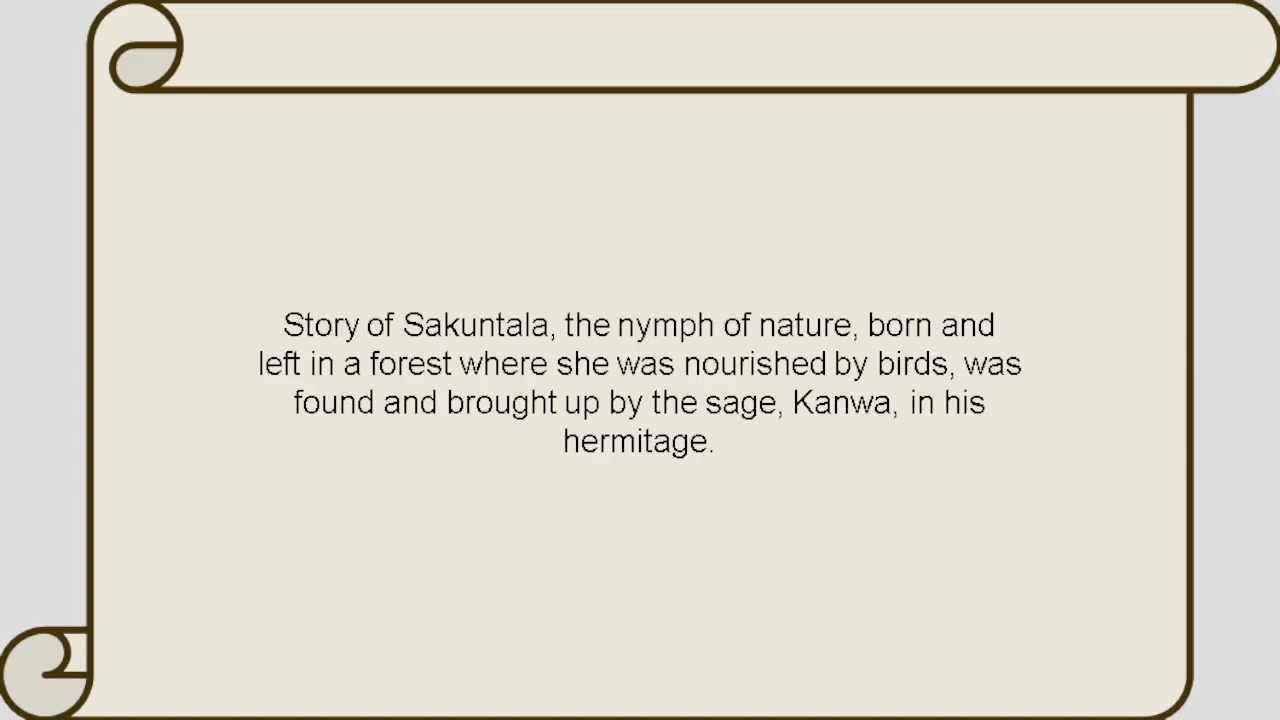 Story of Sakuntala, the nymph of nature, born and
left in a forest where she was nourished by birds, was
found and brought up by the sage, Kanwa, in his
hermitage.